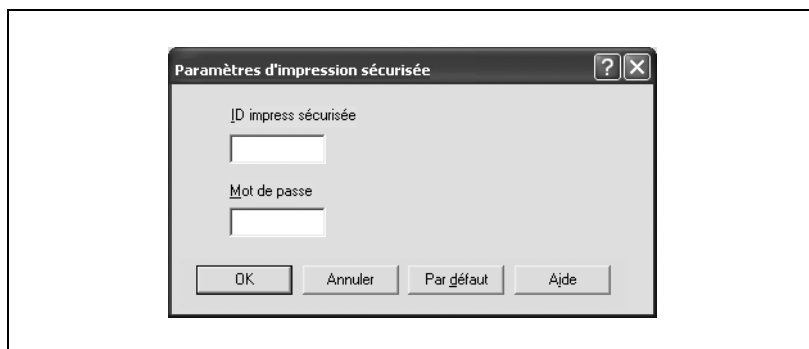 Paramètres d'impression sécurisée
ID impress sécurisée
Mot de passe
OK Annuler Par défaut Aide